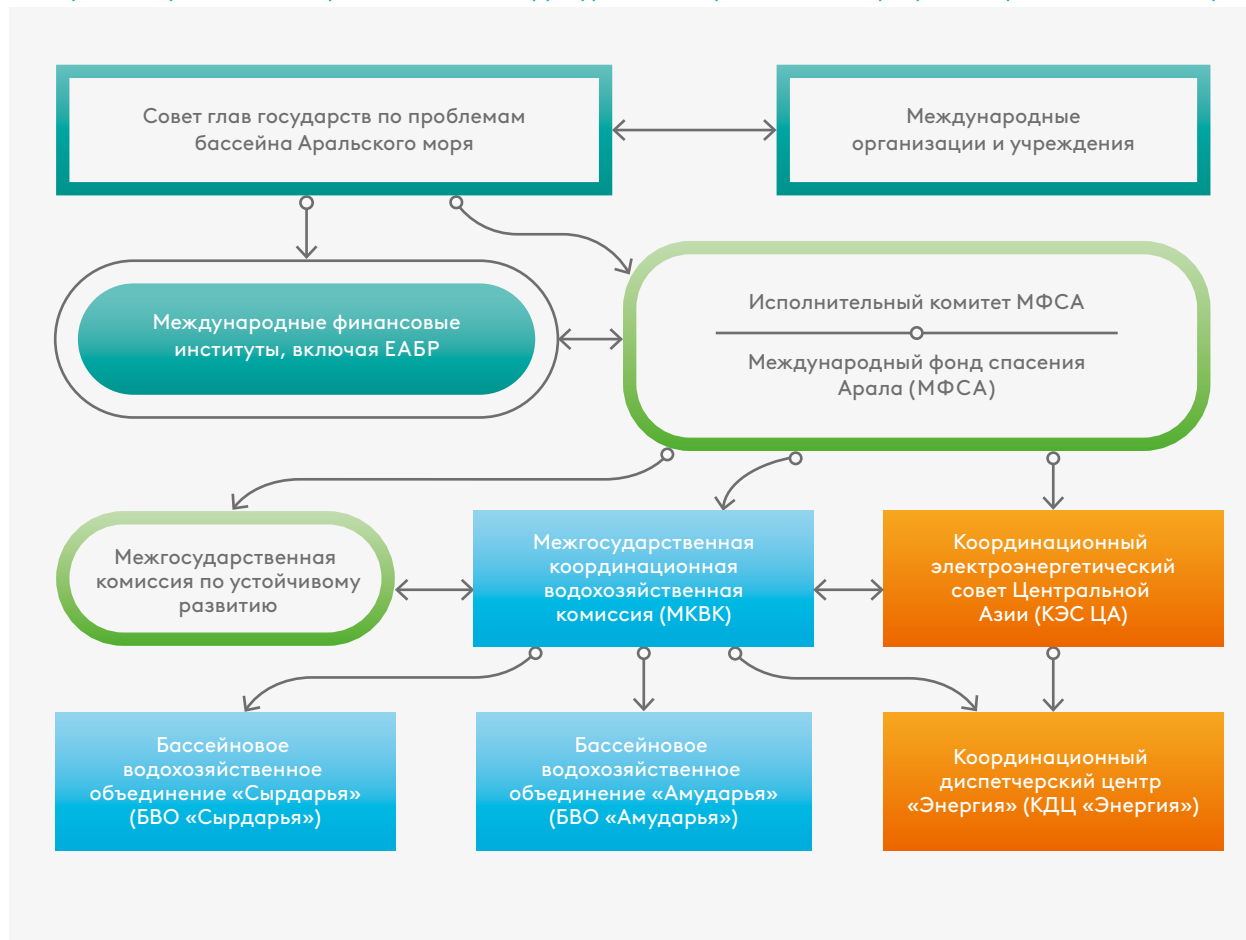 Совет глав государств по проблемам
бассейна Аральского моря
Международные
организации и учреждения
Международные финансовые
институты, включая ЕАБР
Исполнительный комитет МФСА
Международный фонд спасения
Арала (МФСА)
Межгосударственная
комиссия по устойчивому
развитию
Межгосударственная
координационная
водохозяйственная
комиссия (МКВК)
Координационный
электроэнергетический
совет Центральной
Азии (КЭС ЦА)
Бассейновое
водохозяйственное
объединение «Сырдарья»
(БВО «Сырдарья»)
Бассейновое
водохозяйственное
объединение «Амударья»
(БВО «Амударья»)
Координационный
диспетчерский центр
«Энергия» (КДЦ «Энергия»)